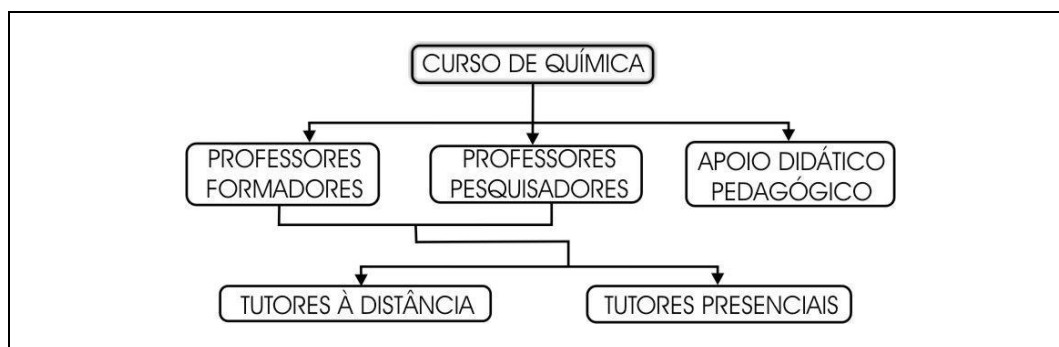 CURSO DE QUÍMICA
PROFESSORES
FORMADORES
PROFESSORES
PESQUISADORES
APOIO DIDÁTICO
PEDAGÓGICO
TUTORES À DISTÂNCIA
TUTORES PRESENCIAIS